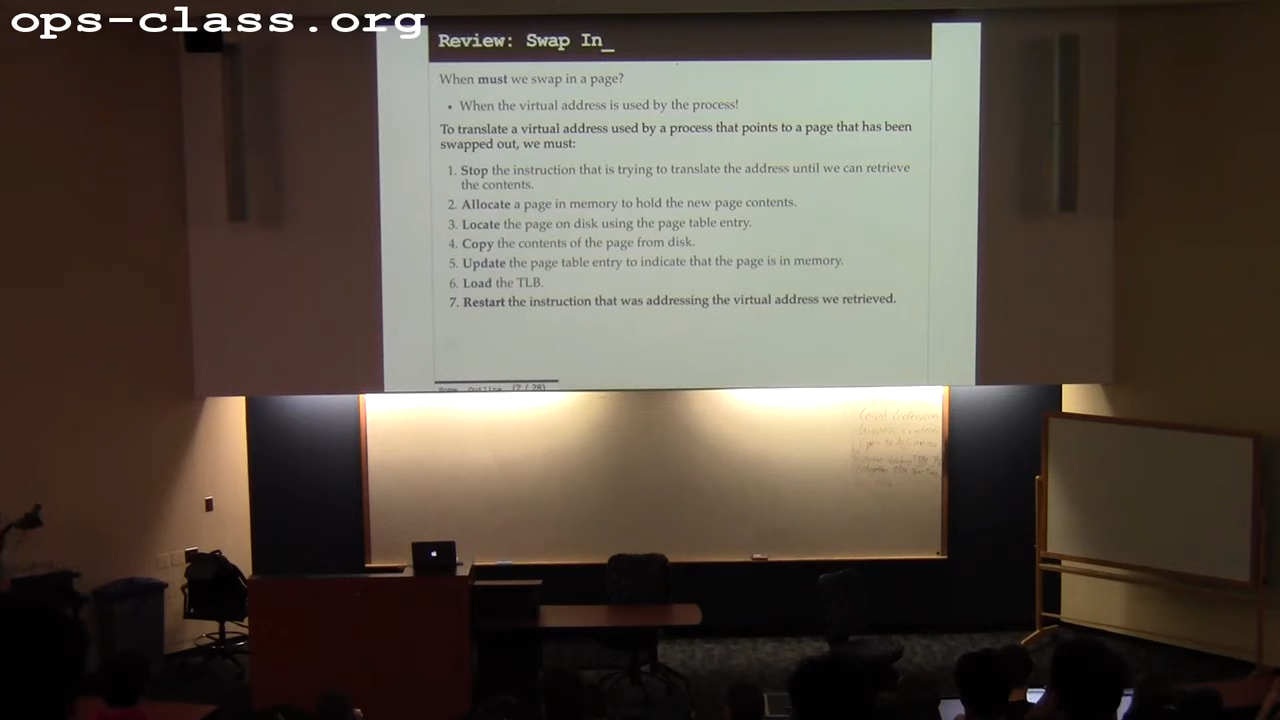 ops-class.org
Review: Swap In_
When must we swap in a page?
• When the virtual address is used by the process!
To translate a virtual address used by a process that points to a page that has been
swapped out, we must:
1. Stop the instruction that is trying to translate the address until we can retrieve
the contents.
2. Allocate a page in memory to hold the new page contents.
3. Locate the page on disk using the page table entry.
4. Copy the contents of the page from disk.
5. Update the page table entry to indicate that the page is in memory.
6. Load the TLB.
7. Restart the instruction that was addressing the virtual address we retrieved.
Home Outline (7 / 28)